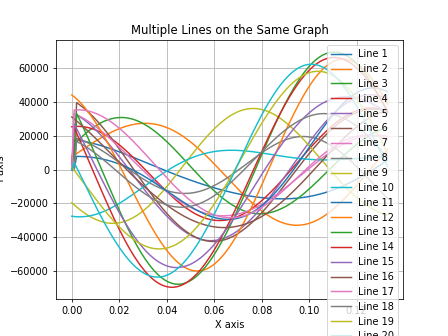 Multiple Lines on the Same Graph
60000
40000
20000
0
−20000
−40000
−60000
axis
0.00
0.02
0.04
0.06
0.08
0.10
X axis
Line 1
Line 2
Line 3
Line 4
Line 5
Line 6
Line 7
Line 8
Line 9
Line 10
Line 11
Line 12
Line 13
Line 14
Line 15
Line 16
Line 17
Line 18
Line 19
Line 20